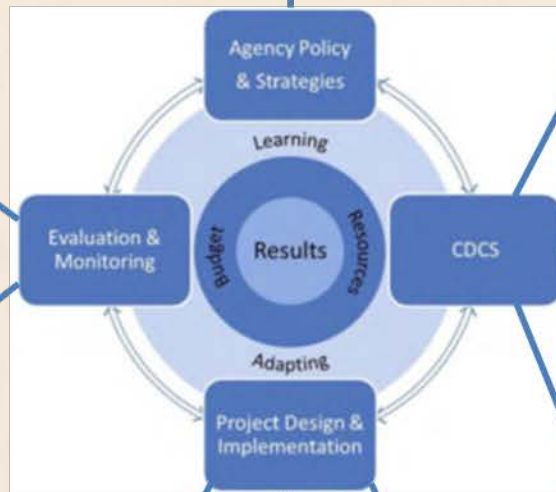 Agency Policy
& Strategies
Learning
Evaluation &
Monitoring
Budget
Results
Resources
CDCS
Adapting
Project Design &
Implementation